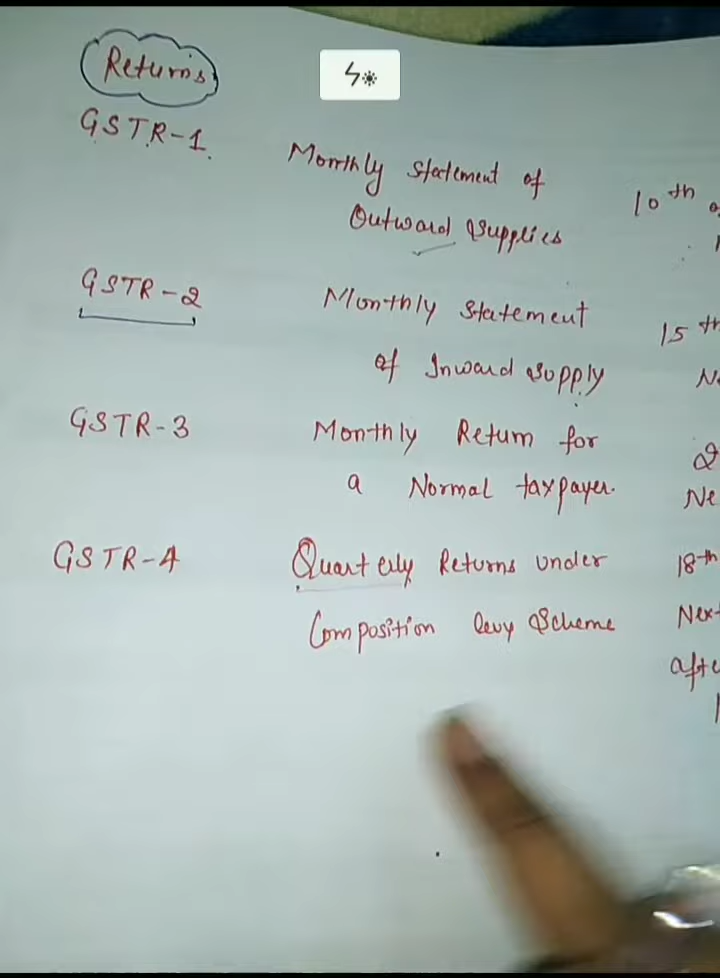 Returns
GSTR-1.
Monthly Statement of
Outward Supplies
10th
GSTR-2
Monthly Statement
of Inward Supply
15th
GSTR-3
Monthly Return for
a Normal taxpayer.
GSTR-4
Quarterly Returns under
Composition levy Scheme
18th